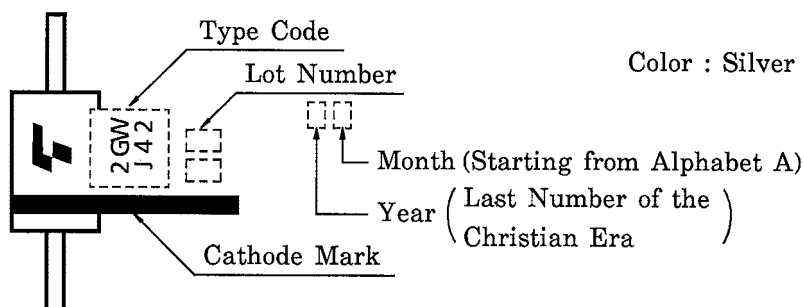 Type Code
Lot Number
Color : Silver
2GW
J42
Month (Starting from Alphabet A)
Year (Last Number of the
Christian Era)
Cathode Mark